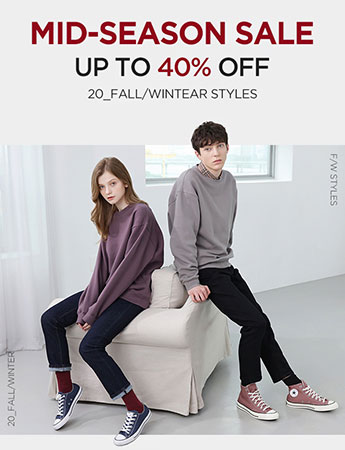 MID-SEASON SALE
UP TO 40% OFF
20_FALL/WINTEAR STYLES
F/W STYLES
20_FALL/WINTER